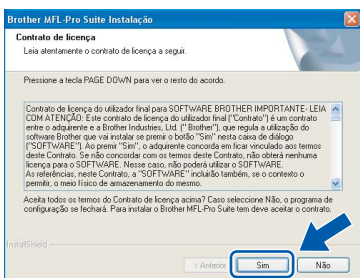 Brother MFL-Pro Suite Instalação
Contrato de licença
Leia atentamente o contrato de licença a seguir.
Pressione a tecla PAGE DOWN para ver o resto do acordo.
Contrato de licença do utilizador final para SOFTWARE BROTHER IMPORTANTE- LEIA
COM ATENÇÃO: Este contrato de licença do utilizador final ("Contrato") é um contrato
entre o adquirente e a Brother Industries, Ltd. ("Brother"), que regula a utilização do
software Brother que vai instalar se premir o botão "Sim" nesta caixa de diálogo
("SOFTWARE"). Ao premir "Sim", o adquirente concorda em ficar vinculado aos termos
deste Contrato. Se não concordar com os termos deste Contrato, não obterá nenhuma
licença para o SOFTWARE. Nesse caso, não poderá utilizar o SOFTWARE.
As referências, neste Contrato, a "SOFTWARE" incluirão também, se o contexto o
permitir, o meio físico de armazenamento do mesmo.
Aceita todos os termos do Contrato de licença acima? Caso seleccione Não, o programa de
configuração se fechará. Para instalar o Brother MFL-Pro Suite tem deve aceitar o contrato.
InstallShield
< Anterior
Sim
Não